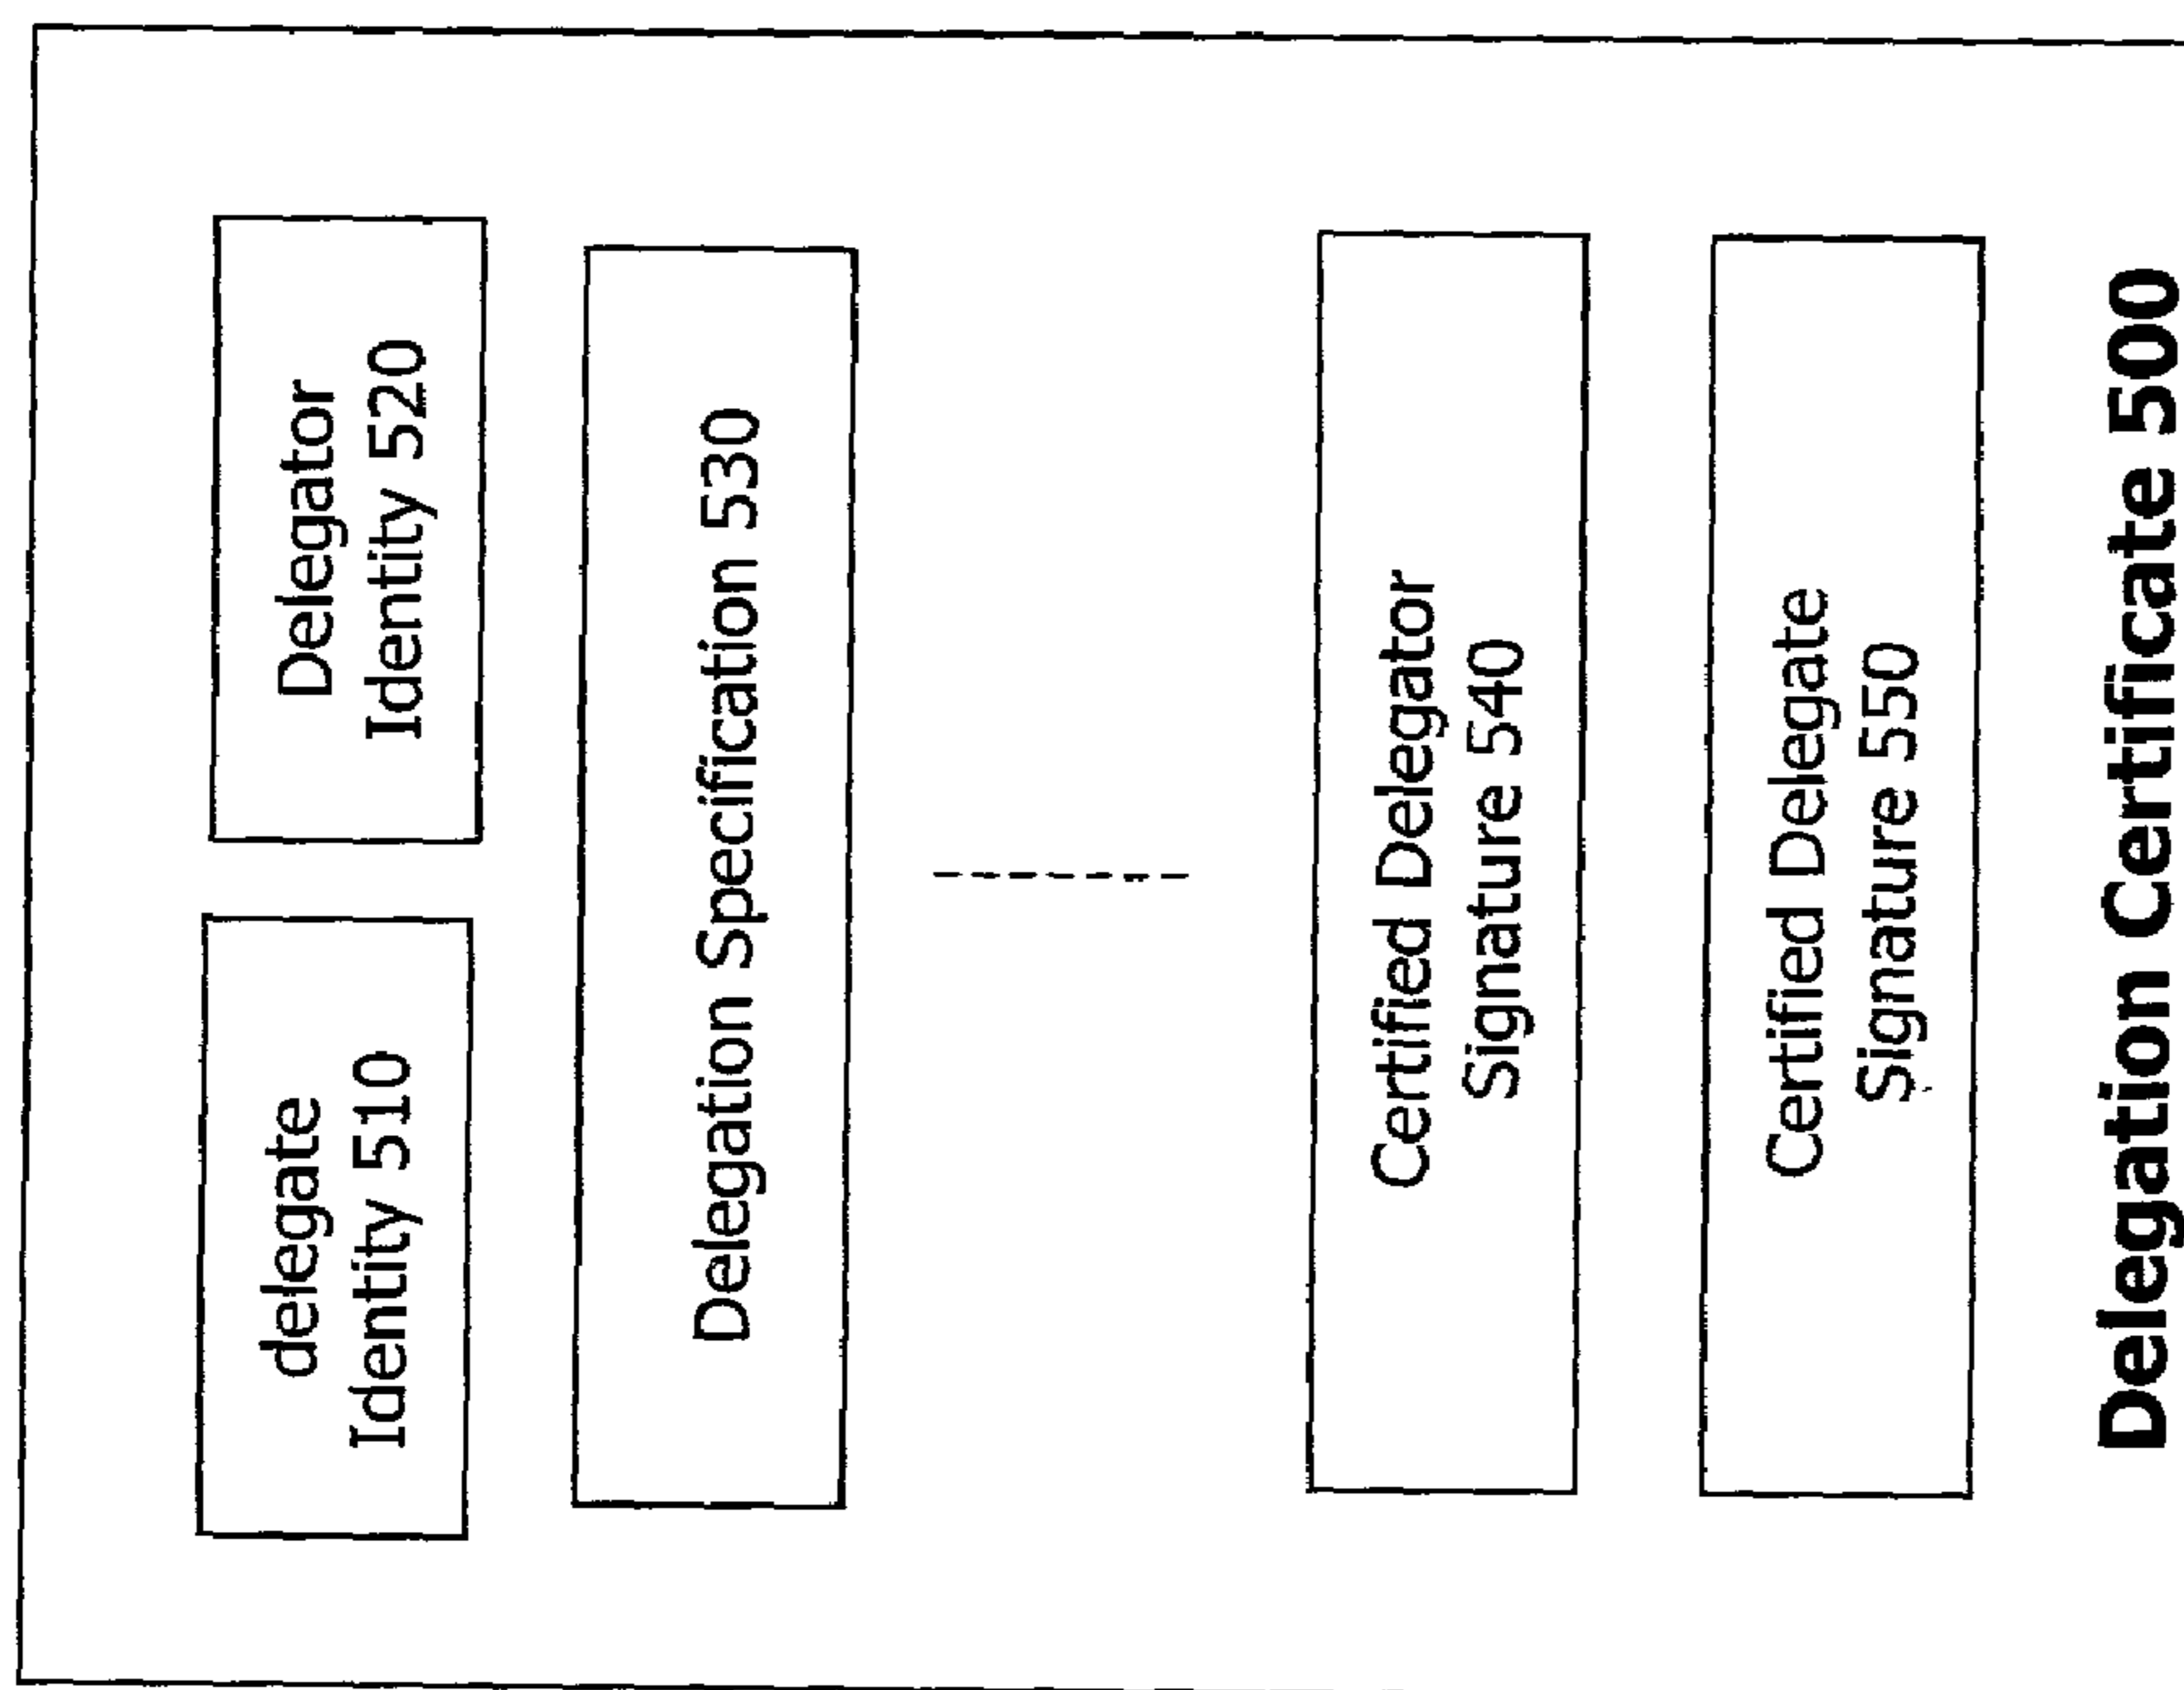 delegate
Identity 510
Delegator
Identity 520
Delegation Specification 530
Certified Delegator
Signature 540
Certified Delegate
Signature 550
Delegation Certificate 500